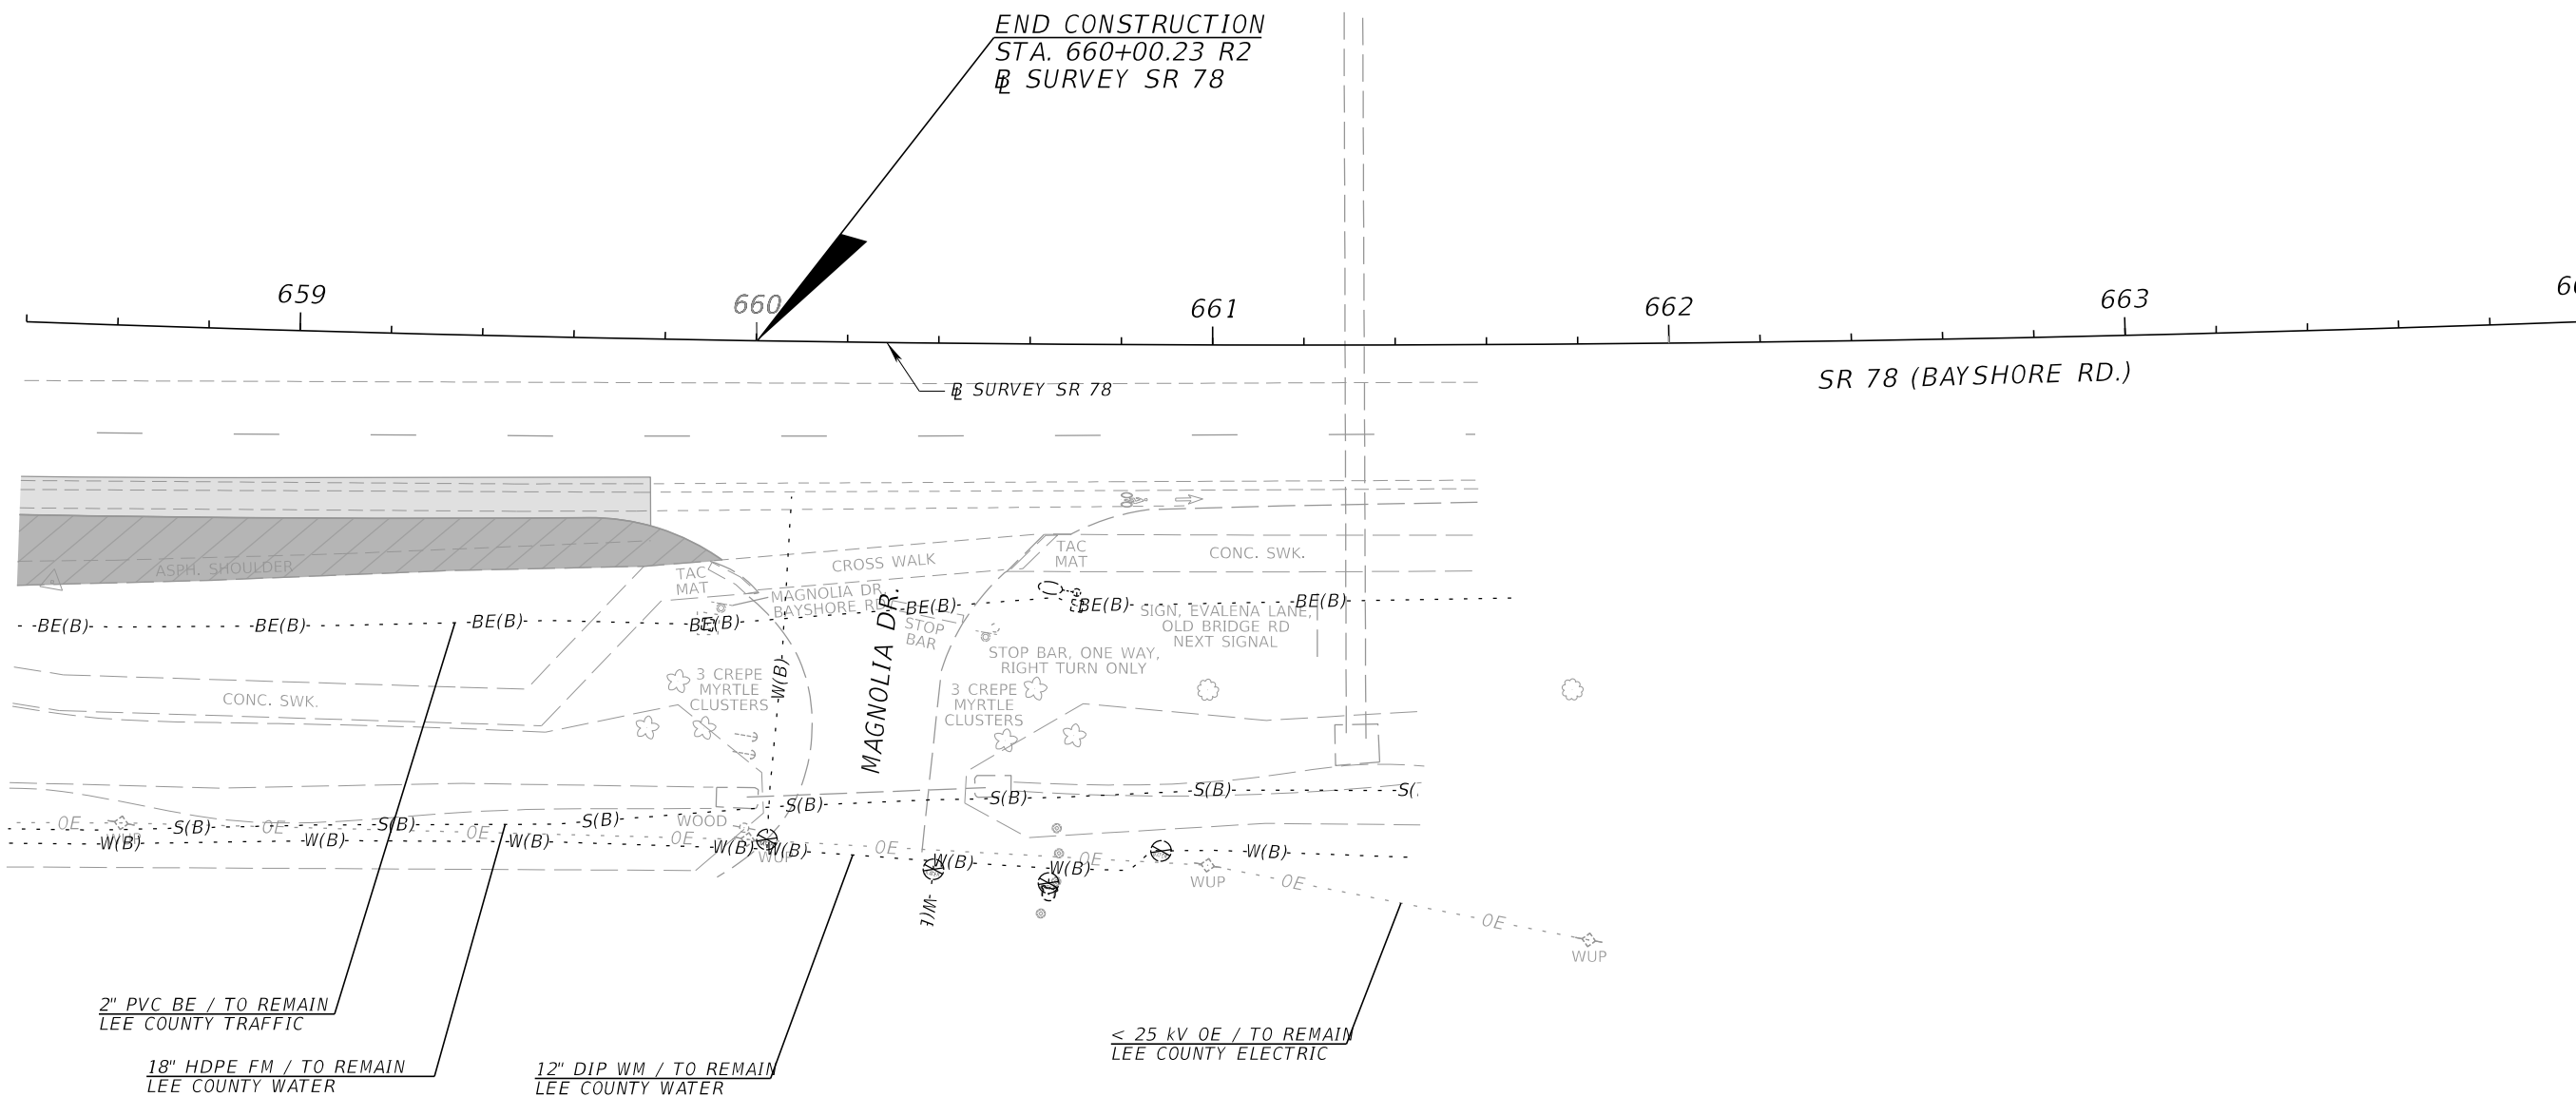 END CONSTRUCTION
STA. 660+00.23 R2
BL SURVEY SR 78
659
660
661
662
663
BL SURVEY SR 78
SR 78 (BAYSHORE RD.)
ASPH. SHOULDER
TAC
MAT
CROSS WALK
TAC
MAT
CONC. SWK.
MAGNOLIA DR.
BAYSHORE RD.
STOP
BAR
MAGNOLIA DR.
-BE(B)-
-BE(B)-
-BE(B)-
BE(B)-
-BE(B)-
BE(B)-
-BE(B)-
SIGN, EVALENA LANE,
OLD BRIDGE RD
NEXT SIGNAL
STOP BAR, ONE WAY,
RIGHT TURN ONLY
CONC. SWK.
3 CREPE
MYRTLE
CLUSTERS
-W(B)-
3 CREPE
MYRTLE
CLUSTERS
-S(B)-
-S(B)-
-S(B)-
-S(B)-
-S(B)-
-S(B)-
-S(
OE
OE
OE
OE
OE
OE
OE
OE
WOOD
WUP
WUP
WUP
WUP
-W(B)-
-W(B)-
-W(B)-
-W(B)-
-W(B)-
W(B)-
-W(B)-
-W(B)-
2" PVC BE / TO REMAIN
LEE COUNTY TRAFFIC
18" HDPE FM / TO REMAIN
LEE COUNTY WATER
12" DIP WM / TO REMAIN
LEE COUNTY WATER
< 25 kV OE / TO REMAIN
LEE COUNTY ELECTRIC